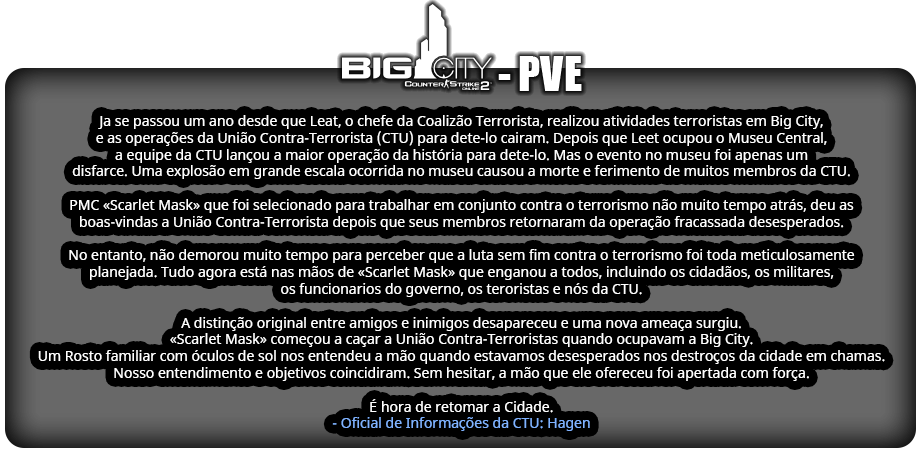 BIG CITY - PVE
COUNTER STRIKE 2
ONLINE
Ja se passou um ano desde que Leat, o chefe da Coalizão Terrorista, realizou atividades terroristas em Big City,
e as operações da União Contra-Terrorista (CTU) para dete-lo cairam. Depois que Leet ocupou o Museu Central,
a equipe da CTU lançou a maior operação da história para dete-lo. Mas o evento no museu foi apenas um
disfarce. Uma explosão em grande escala ocorrida no museu causou a morte e ferimento de muitos membros da CTU.
PMC «Scarlet Mask» que foi selecionado para trabalhar em conjunto contra o terrorismo não muito tempo atrás, deu as
boas-vindas a União Contra-Terrorista depois que seus membros retornaram da operação fracassada desesperados.
No entanto, não demorou muito tempo para perceber que a luta sem fim contra o terrorismo foi toda meticulosamente
planejada. Tudo agora está nas mãos de «Scarlet Mask» que enganou a todos, incluindo os cidadãos, os militares,
os funcionarios do governo, os teroristas e nós da CTU.
A distinção original entre amigos e inimigos desapareceu e uma nova ameaça surgiu.
«Scarlet Mask» começou a caçar a União Contra-Terroristas quando ocupavam a Big City.
Um Rosto familiar com óculos de sol nos entendeu a mão quando estavamos desesperados nos destroços da cidade em chamas.
Nosso entendimento e objetivos coincidiram. Sem hesitar, a mão que ele ofereceu foi apertada com força.
É hora de retomar a Cidade.
- Oficial de Informações da CTU: Hagen